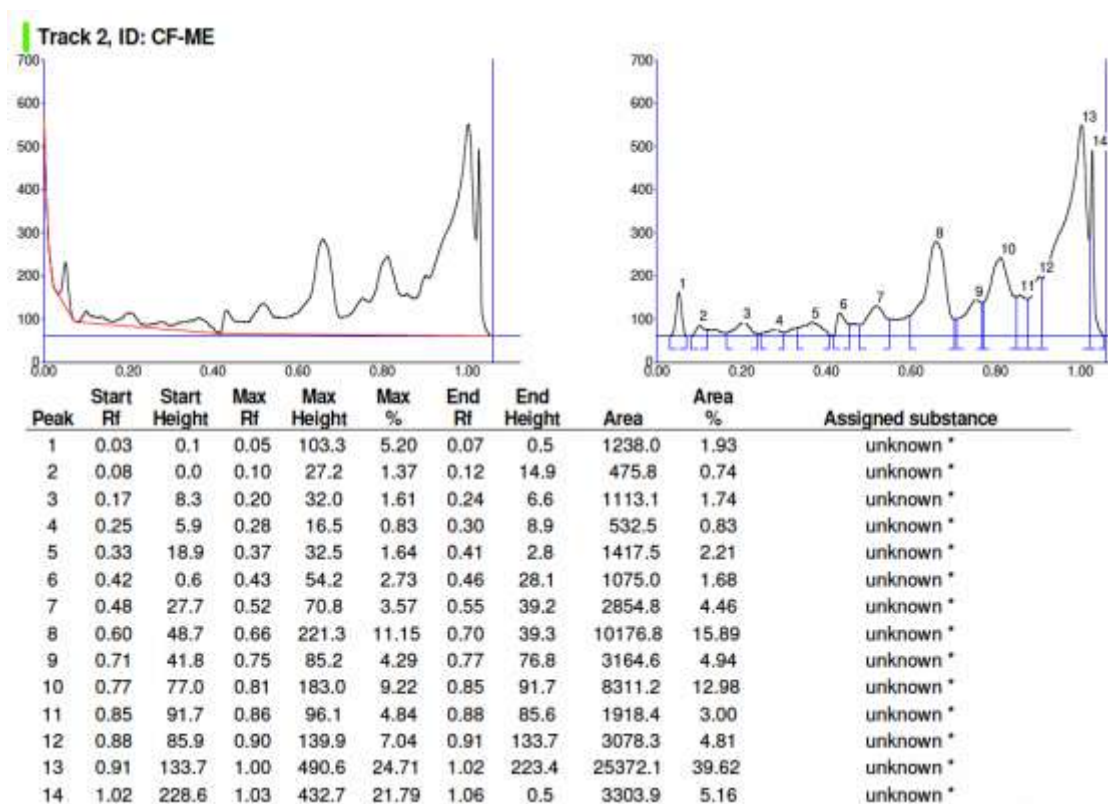 Track 2, ID: CF-ME
700
600
500
400
300
200
100
0
0.00 0.20 0.40 0.60 0.80 1.00
700
600
500
400
300
200
100
0
0.00 0.20 0.40 0.60 0.80 1.00
1 2 3 4 5 6 7 8 9 10 11 12 13 14
Peak Start Rf Start Height Max Rf Max Height Max % End Rf End Height Area Area % Assigned substance
1 0.03 0.1 0.05 103.3 5.20 0.07 0.5 1238.0 1.93 unknown *
2 0.08 0.0 0.10 27.2 1.37 0.12 14.9 475.8 0.74 unknown *
3 0.17 8.3 0.20 32.0 1.61 0.24 6.6 1113.1 1.74 unknown *
4 0.25 5.9 0.28 16.5 0.83 0.30 8.9 532.5 0.83 unknown *
5 0.33 18.9 0.37 32.5 1.64 0.41 2.8 1417.5 2.21 unknown *
6 0.42 0.6 0.43 54.2 2.73 0.46 28.1 1075.0 1.68 unknown *
7 0.48 27.7 0.52 70.8 3.57 0.55 39.2 2854.8 4.46 unknown *
8 0.60 48.7 0.66 221.3 11.15 0.70 39.3 10176.8 15.89 unknown *
9 0.71 41.8 0.75 85.2 4.29 0.77 76.8 3164.6 4.94 unknown *
10 0.77 77.0 0.81 183.0 9.22 0.85 91.7 8311.2 12.98 unknown *
11 0.85 91.7 0.86 96.1 4.84 0.88 85.6 1918.4 3.00 unknown *
12 0.88 85.9 0.90 139.9 7.04 0.91 133.7 3078.3 4.81 unknown *
13 0.91 133.7 1.00 490.6 24.71 1.02 223.4 25372.1 39.62 unknown *
14 1.02 228.6 1.03 432.7 21.79 1.06 0.5 3303.9 5.16 unknown *